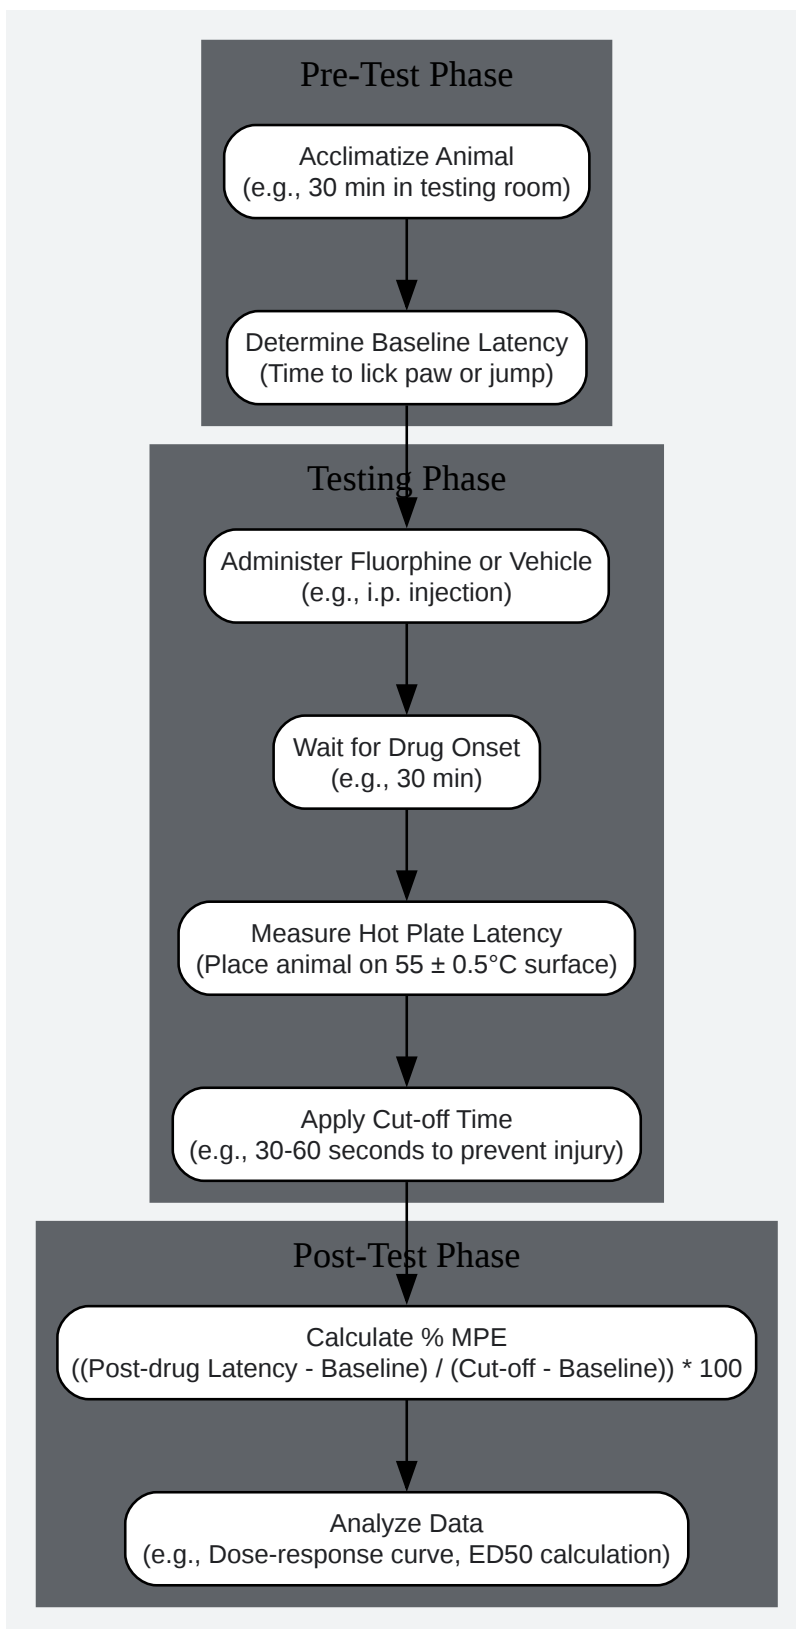 Pre-Test Phase
Acclimatize Animal
(e.g., 30 min in testing room)
Determine Baseline Latency
(Time to lick paw or jump)
Testing Phase
Administer Fluorphine or Vehicle
(e.g., i.p. injection)
Wait for Drug Onset
(e.g., 30 min)
Measure Hot Plate Latency
(Place animal on 55 ± 0.5°C surface)
Apply Cut-off Time
(e.g., 30-60 seconds to prevent injury)
Post-Test Phase
Calculate % MPE
((Post-drug Latency - Baseline) / (Cut-off - Baseline)) * 100
Analyze Data
(e.g., Dose-response curve, ED50 calculation)